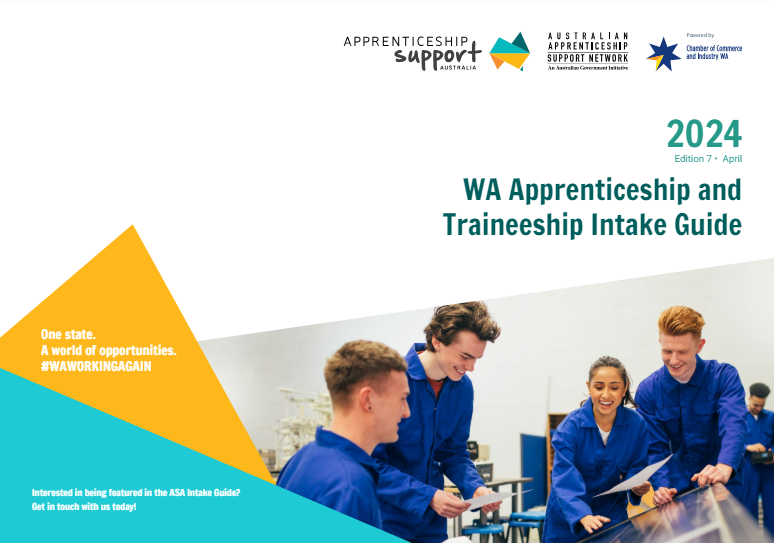 APPRENTICESHIP
support
AUSTRALIA
AUSTRALIAN
APPRENTICESHIP
SUPPORT NETWORK
An Australian Government Initiative
Powered by
Chamber of Commerce
and Industry WA
2024
Edition 7 • April
WA Apprenticeship and
Traineeship Intake Guide
One state.
A world of opportunities.
#WAWORKINGAGAIN
Interested in being featured in the ASA Intake Guide?
Get in touch with us today!